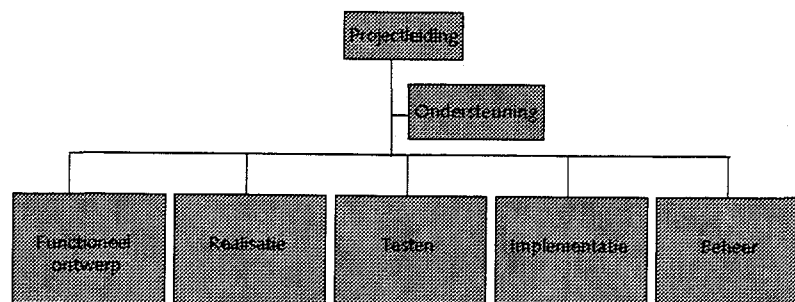 Projectleiding
Ondersteuning
Functioneel
ontwerp
Realisatie
Testen
Implementatie
Beheer